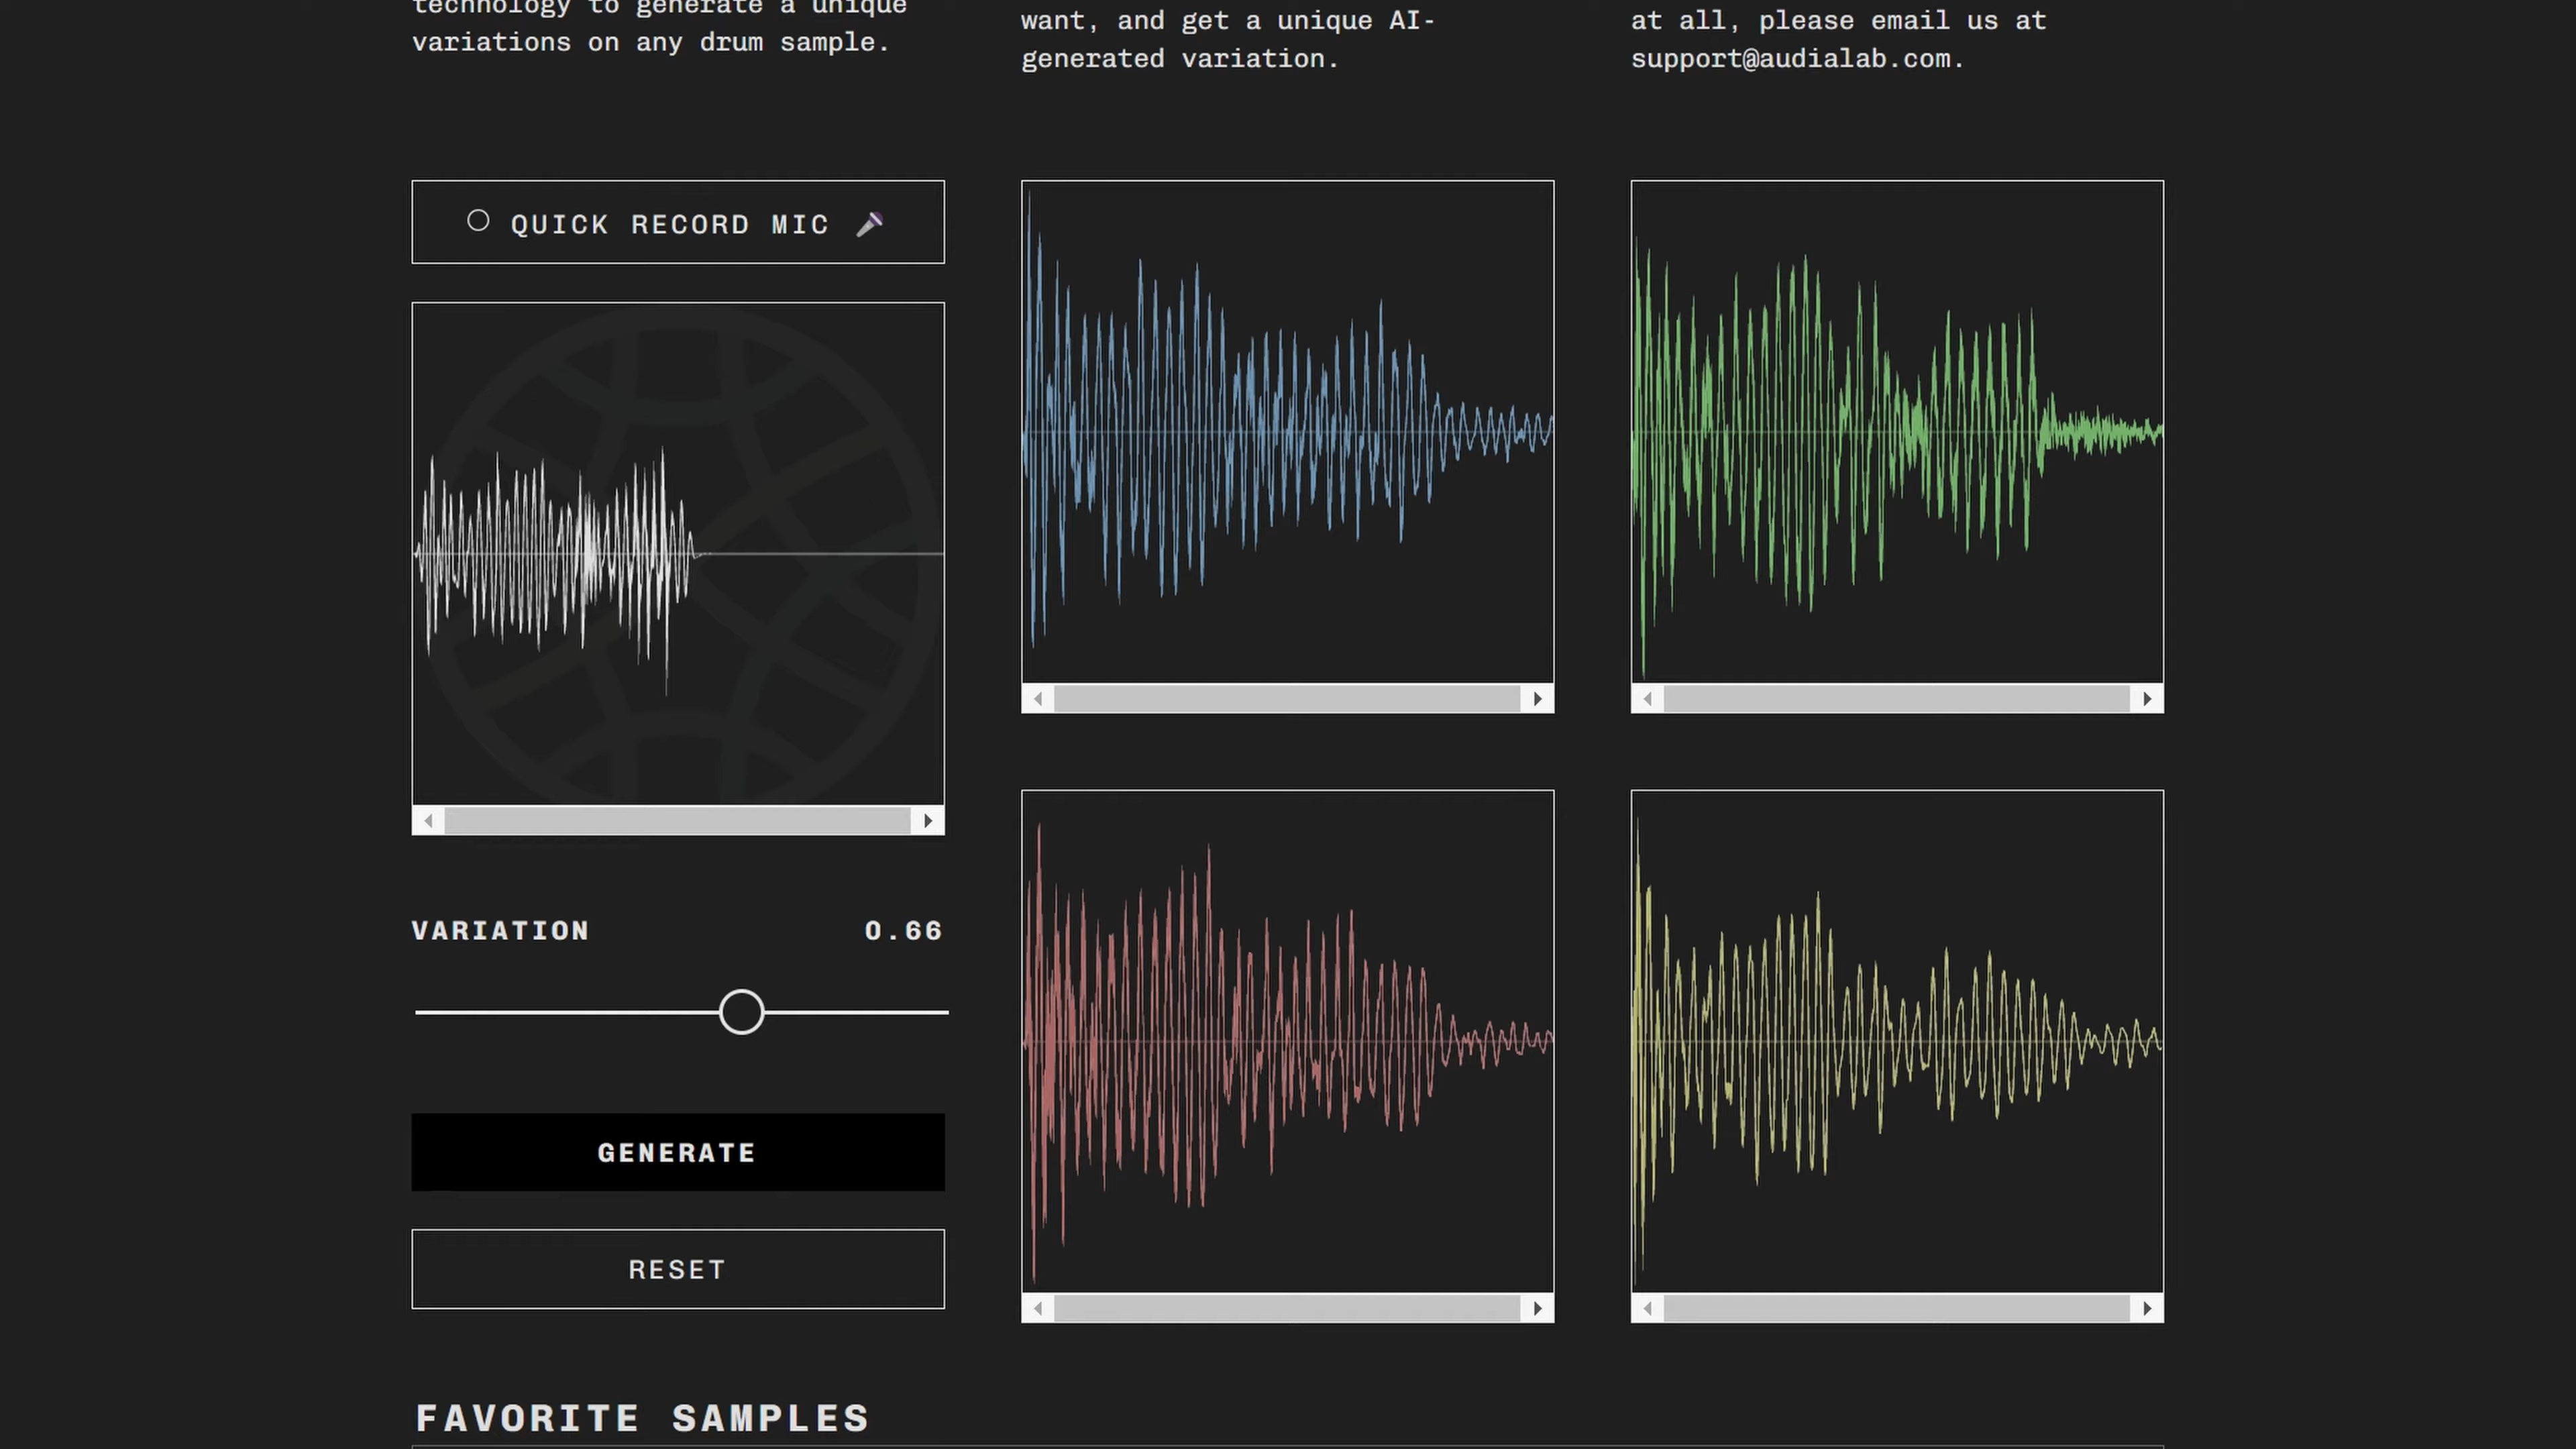 technology to generate a unique
variations on any drum sample.
want, and get a unique AI-
generated variation.
at all, please email us at
support@audialab.com.
QUICK RECORD MIC
VARIATION 0.66
GENERATE
RESET
FAVORITE SAMPLES